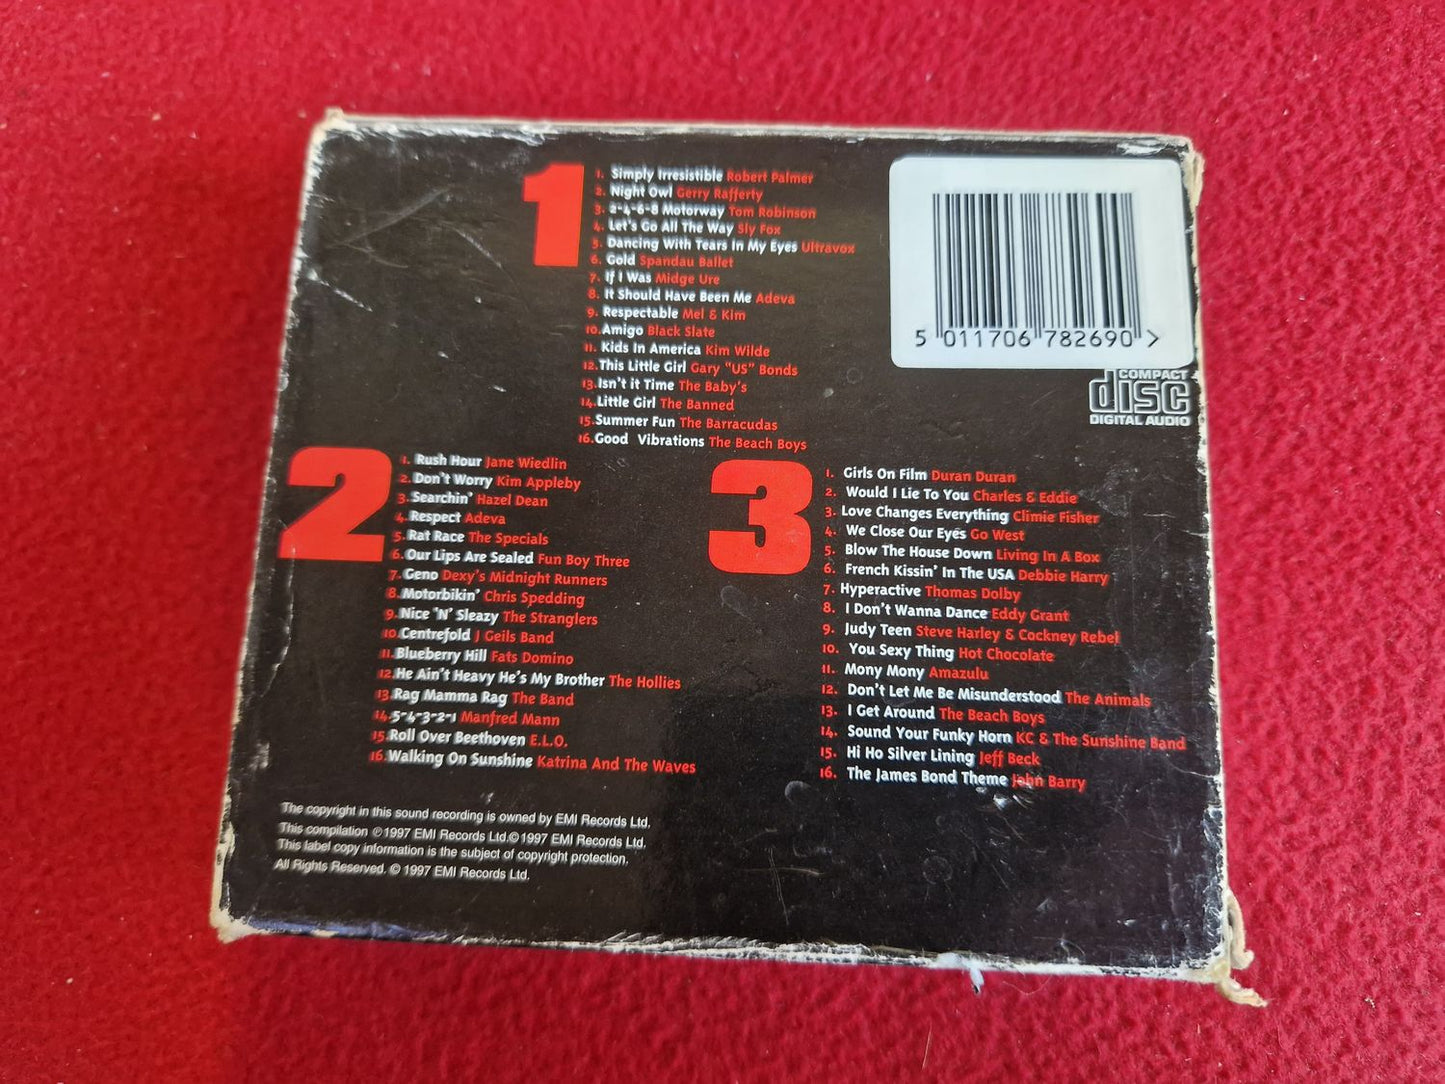 1
1. Simply Irresistible Robert Palmer
2. Night Owl Gerry Rafferty
3. 2-4-6-8 Motorway Tom Robinson
4. Let's Go All The Way Sly Fox
5. Dancing With Tears In My Eyes Ultravox
6. Gold Spandau Ballet
7. If I Was Midge Ure
8. It Should Have Been Me Adeva
9. Respectable Mel & Kim
10. Amigo Black Slate
11. Kids In America Kim Wilde
12. This Little Girl Gary "US" Bonds
13. Isn't it Time The Baby's
14. Little Girl The Banned
15. Summer Fun The Barracudas
16. Good Vibrations The Beach Boys
5 011706 782690 >
COMPACT
disc
DIGITAL AUDIO
2
1. Rush Hour Jane Wiedlin
2. Don't Worry Kim Appleby
3. Searchin' Hazel Dean
4. Respect Adeva
5. Rat Race The Specials
6. Our Lips Are Sealed Fun Boy Three
7. Geno Dexy's Midnight Runners
8. Motorbikin' Chris Spedding
9. Nice 'N' Sleazy The Stranglers
10. Centrefold J Geils Band
11. Blueberry Hill Fats Domino
12. He Ain't Heavy He's My Brother The Hollies
13. Rag Mamma Rag The Band
14. 5-4-3-2-1 Manfred Mann
15. Roll Over Beethoven E.L.O.
16. Walking On Sunshine Katrina And The Waves
3
1. Girls On Film Duran Duran
2. Would I Lie To You Charles & Eddie
3. Love Changes Everything Climie Fisher
4. We Close Our Eyes Go West
5. Blow The House Down Living In A Box
6. French Kissin' In The USA Debbie Harry
7. Hyperactive Thomas Dolby
8. I Don't Wanna Dance Eddy Grant
9. Judy Teen Steve Harley & Cockney Rebel
10. You Sexy Thing Hot Chocolate
11. Mony Mony Amazulu
12. Don't Let Me Be Misunderstood The Animals
13. I Get Around The Beach Boys
14. Sound Your Funky Horn KC & The Sunshine Band
15. Hi Ho Silver Lining Jeff Beck
16. The James Bond Theme John Barry
The copyright in this sound recording is owned by EMI Records Ltd.
This compilation ℗1997 EMI Records Ltd.©1997 EMI Records Ltd.
This label copy information is the subject of copyright protection.
All Rights Reserved. © 1997 EMI Records Ltd.